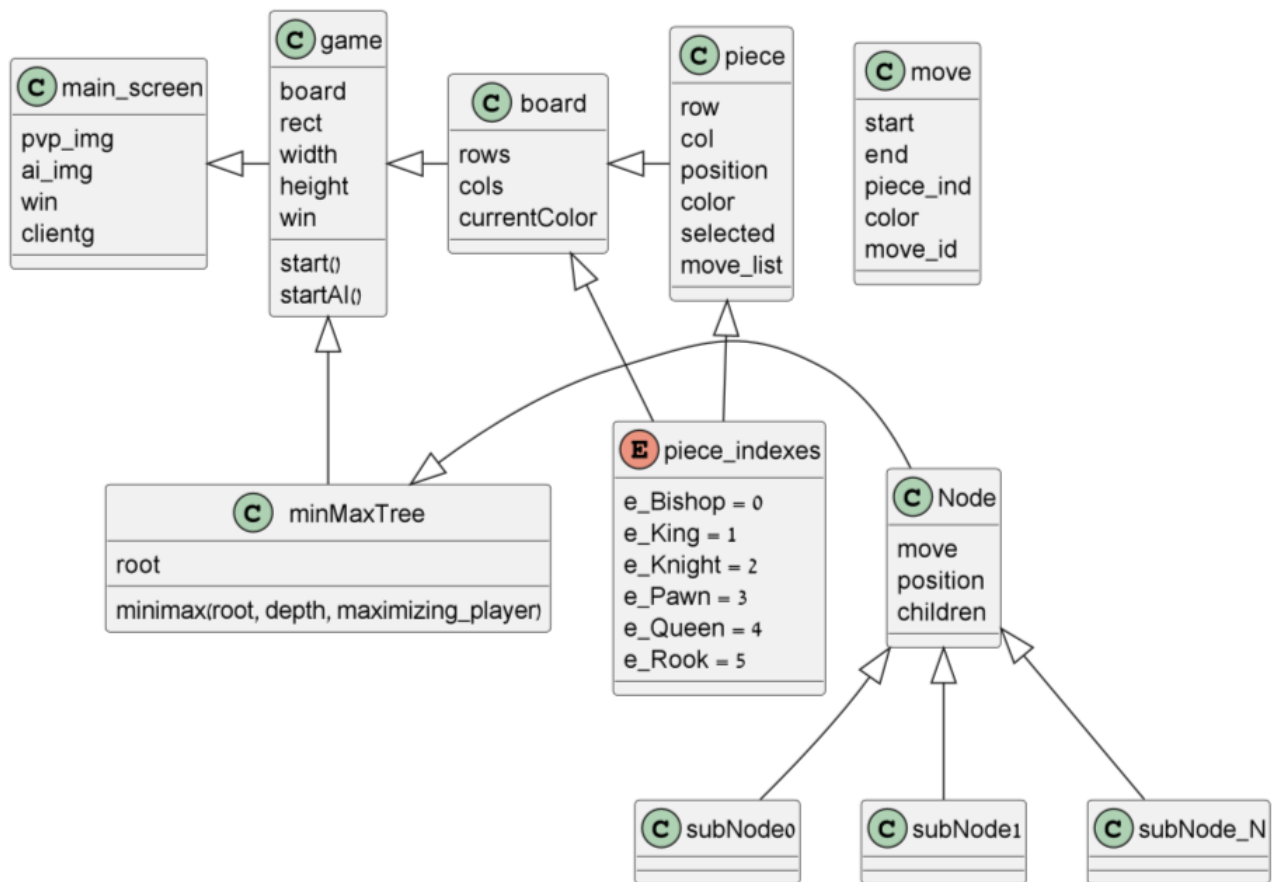 C main_screen
pvp_img
ai_img
win
clientg
C game
board
rect
width
height
win
start()
startAI()
C board
rows
cols
currentColor
C piece
row
col
position
color
selected
move_list
C move
start
end
piece_ind
color
move_id
C minMaxTree
root
minimax(root, depth, maximizing_player)
E piece_indexes
e_Bishop = 0
e_King = 1
e_Knight = 2
e_Pawn = 3
e_Queen = 4
e_Rook = 5
C Node
move
position
children
C subNode0
C subNode1
C subNode_N